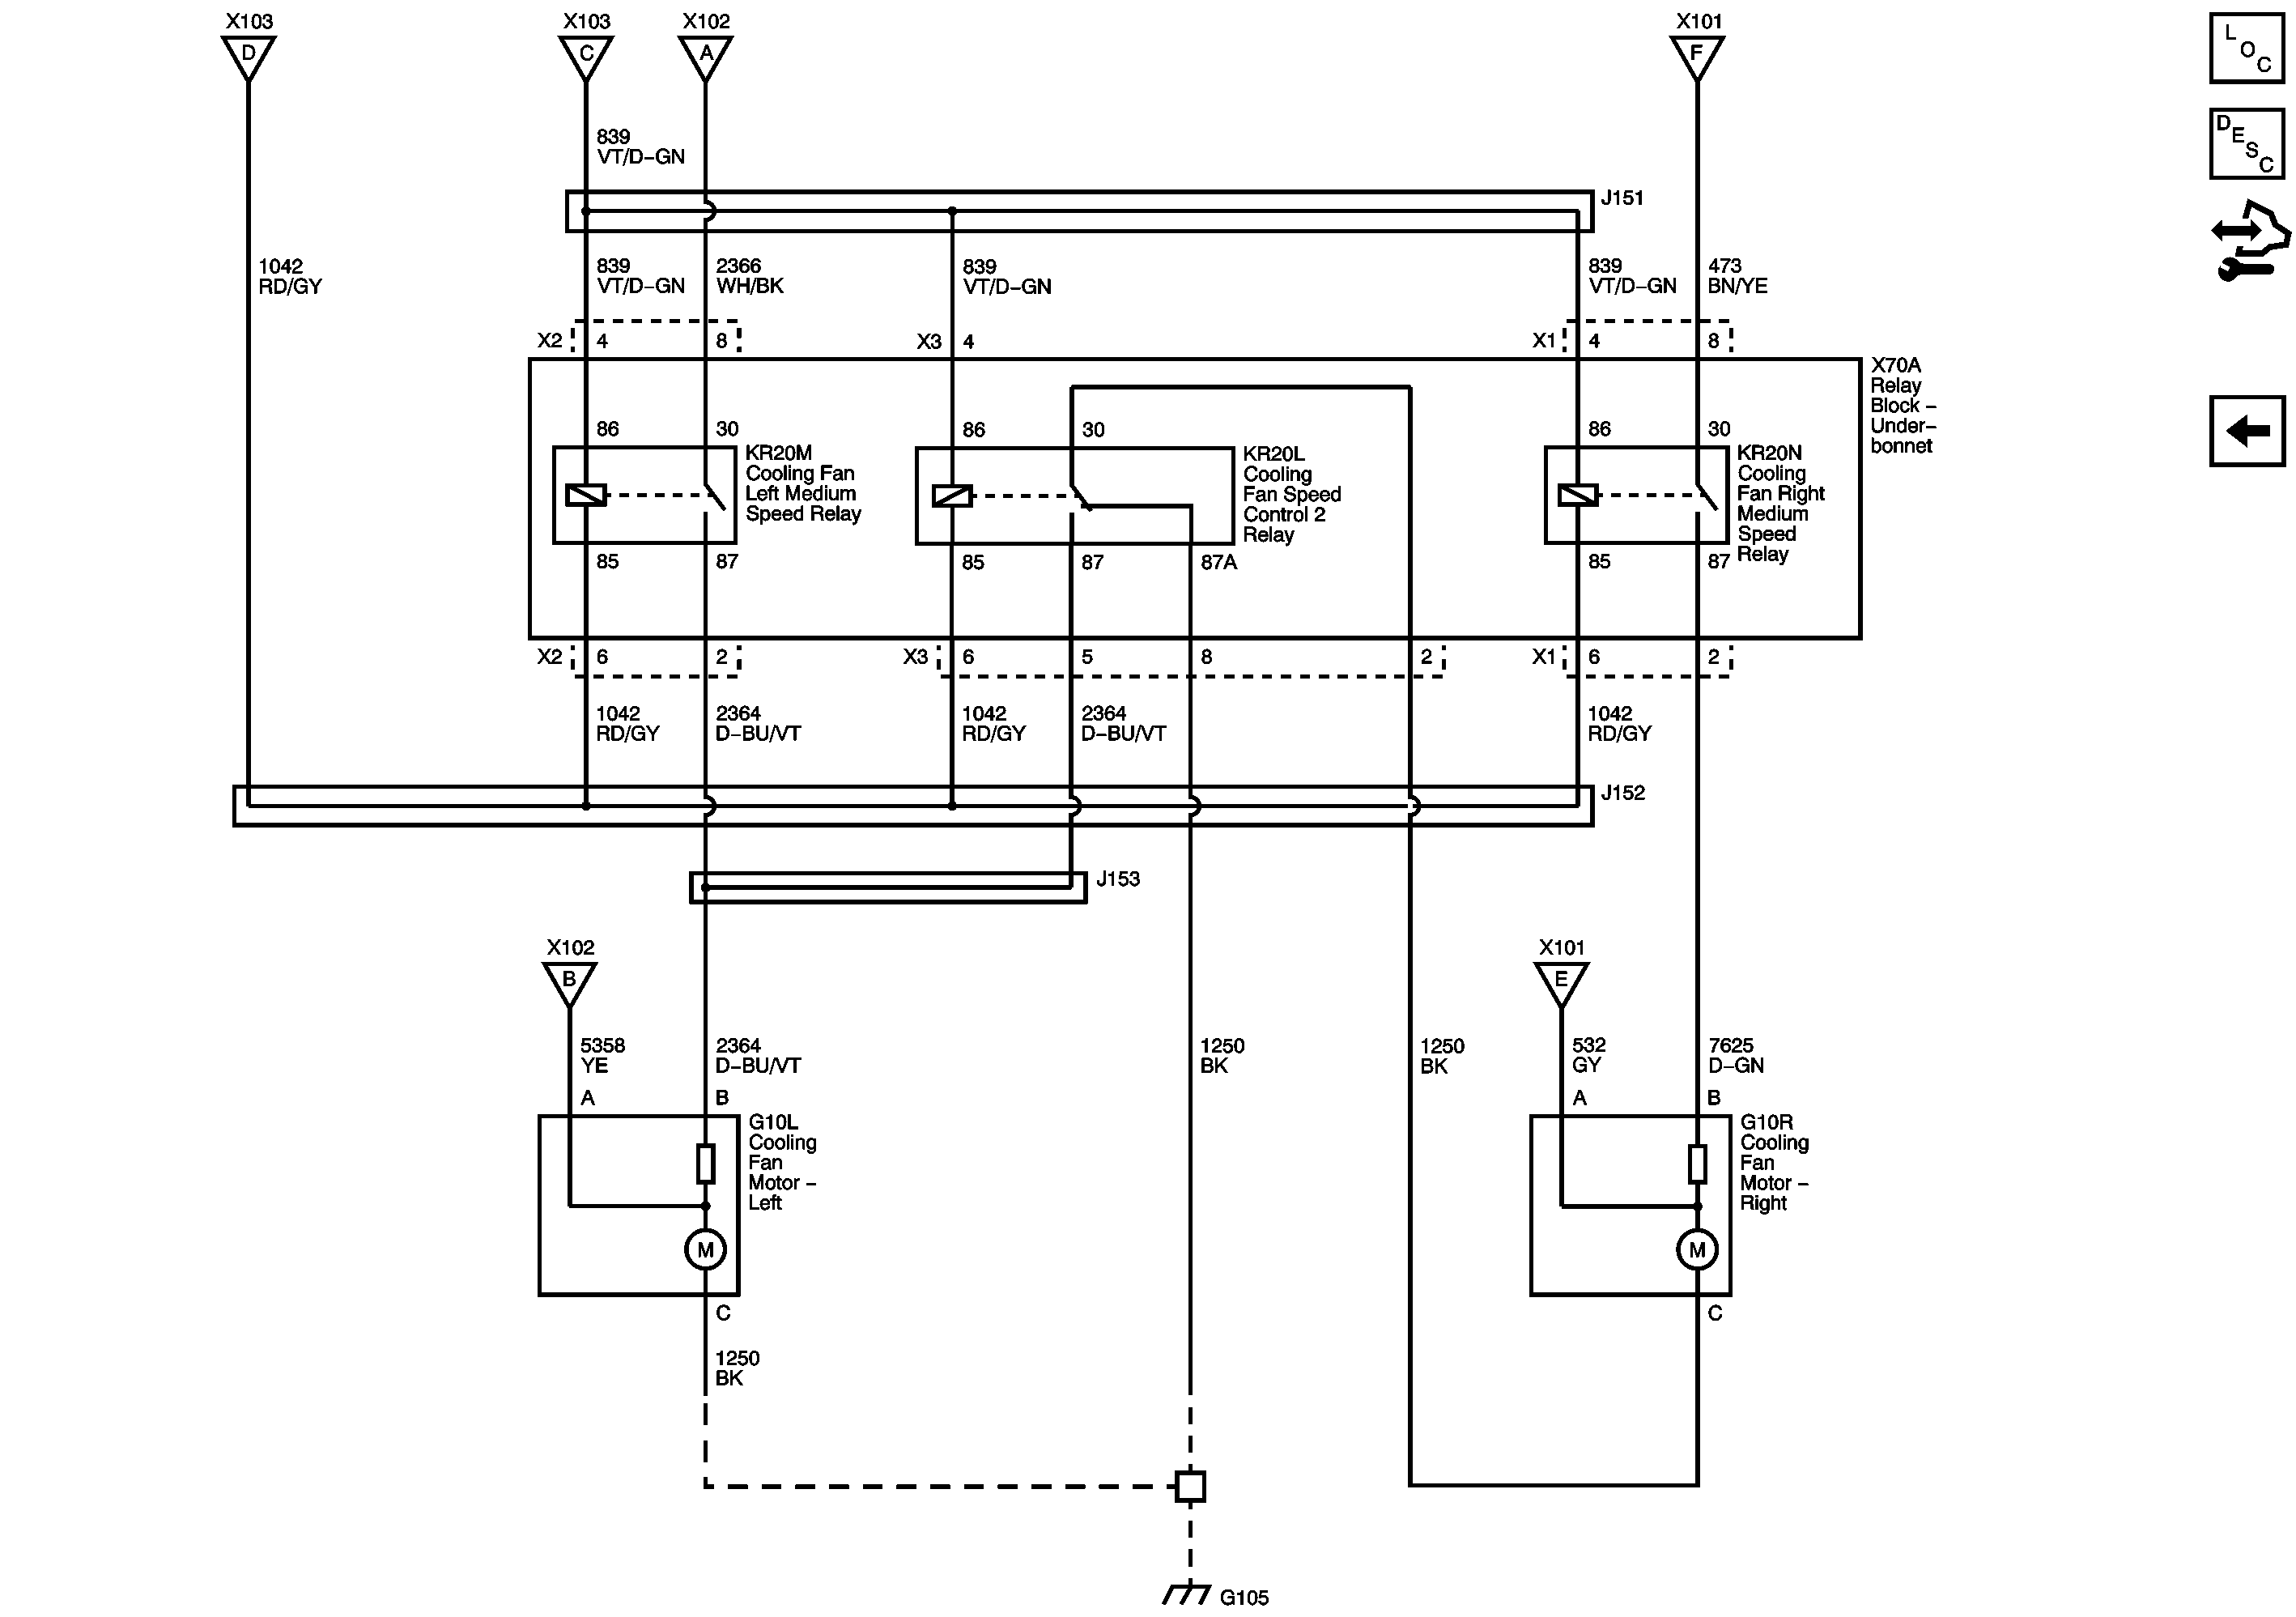 X103
X103
X102
X101
D
C
A
F
L
O
C
D
E
S
C
839
VT/D-GN
J151
1042
RD/GY
839
VT/D-GN
2366
WH/BK
839
VT/D-GN
839
VT/D-GN
473
BN/YE
X2
4
8
X3
4
X1
4
8
X70A
Relay
Block -
Under-
bonnet
86
30
KR20M
Cooling Fan
Left Medium
Speed Relay
85
87
86
30
KR20L
Cooling
Fan Speed
Control 2
Relay
85
87
87A
86
30
KR20N
Cooling
Fan Right
Medium
Speed
Relay
85
87
X2
6
2
X3
6
5
8
2
X1
6
2
1042
RD/GY
2364
D-BU/VT
1042
RD/GY
2364
D-BU/VT
1042
RD/GY
J152
J153
X102
B
X101
E
5358
YE
2364
D-BU/VT
1250
BK
1250
BK
532
GY
7625
D-GN
A
B
A
B
G10L
Cooling
Fan
Motor -
Left
M
C
G10R
Cooling
Fan
Motor -
Right
M
C
1250
BK
G105